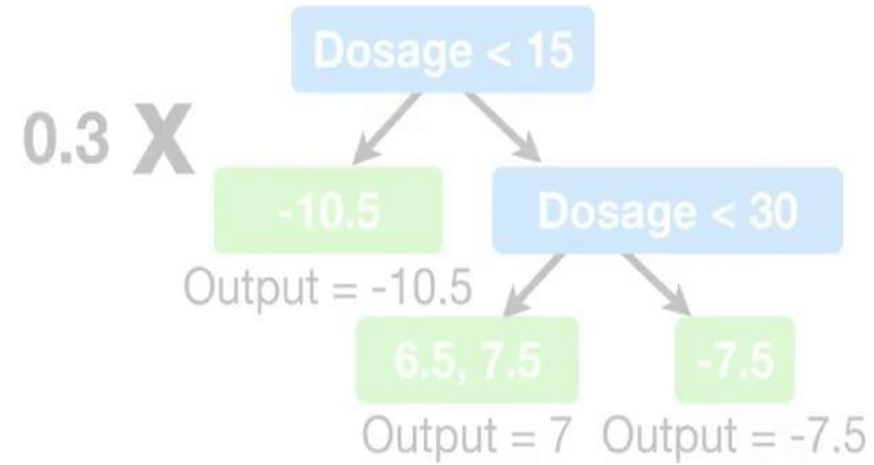 Dosage < 15
0.3 X
-10.5
Dosage < 30
Output = -10.5
6.5, 7.5
-7.5
Output = 7
Output = -7.5